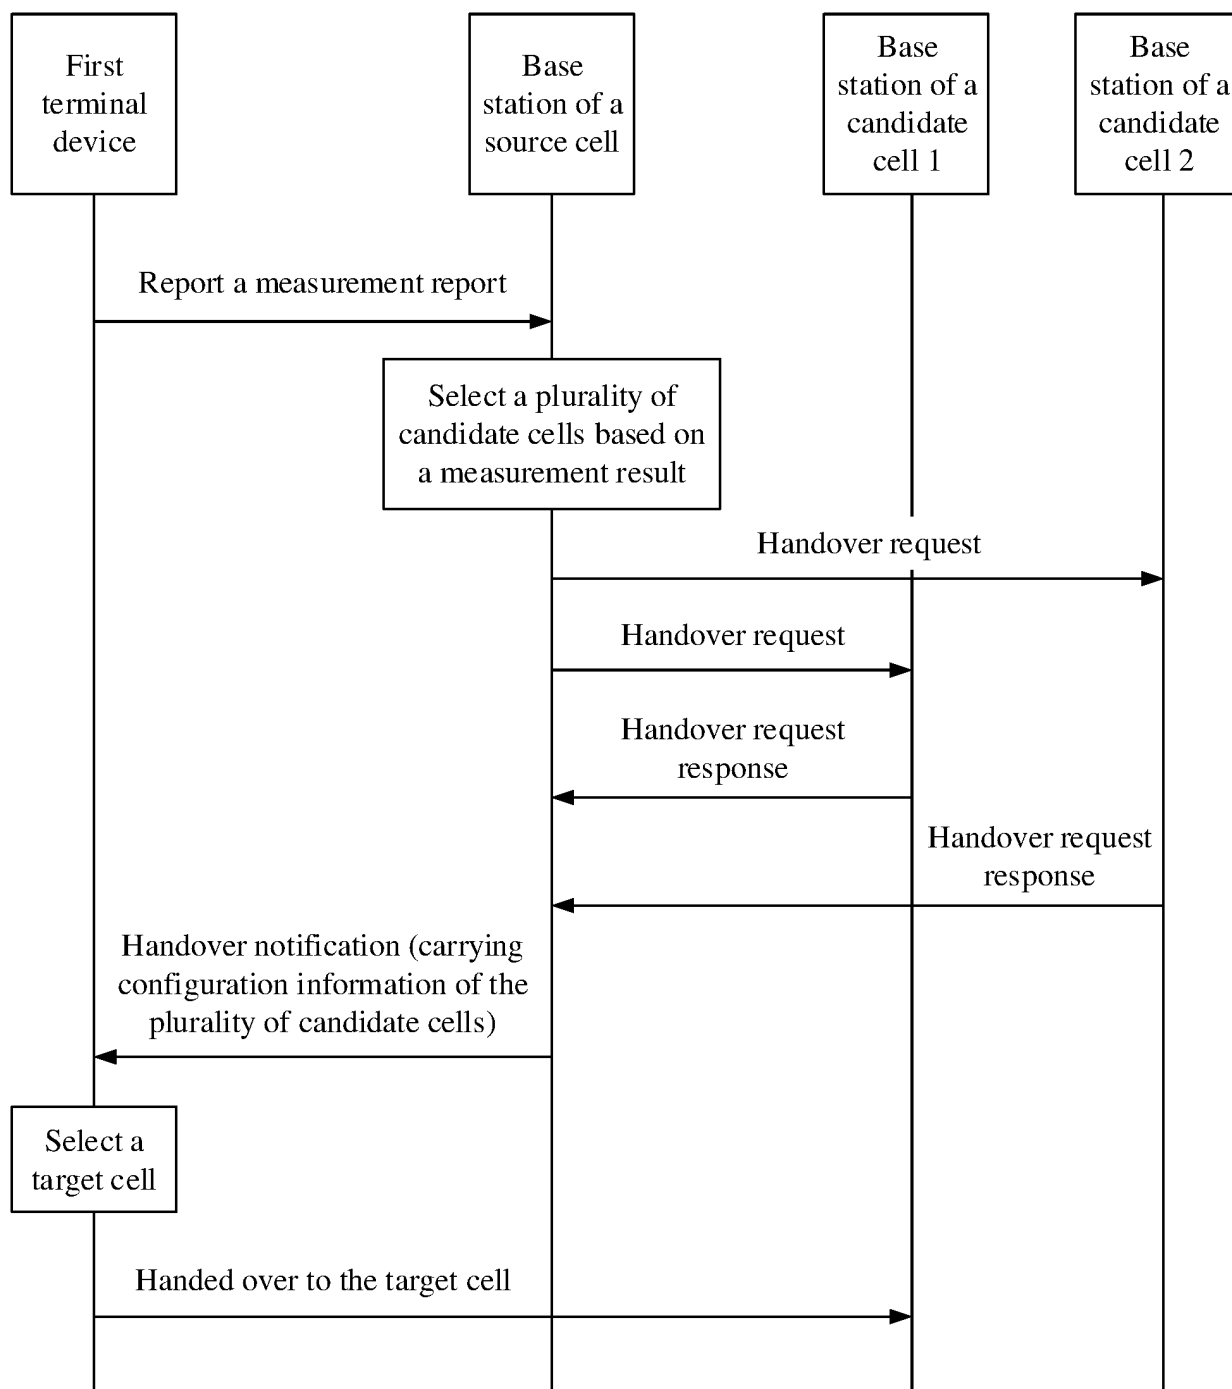 First
terminal
device
Base
station of a
source cell
Base
station of a
candidate
cell 1
Base
station of a
candidate
cell 2
Report a measurement report
Select a plurality of
candidate cells based on
a measurement result
Handover request
Handover request
Handover request
response
Handover request
response
Handover notification (carrying
configuration information of the
plurality of candidate cells)
Select a
target cell
Handed over to the target cell